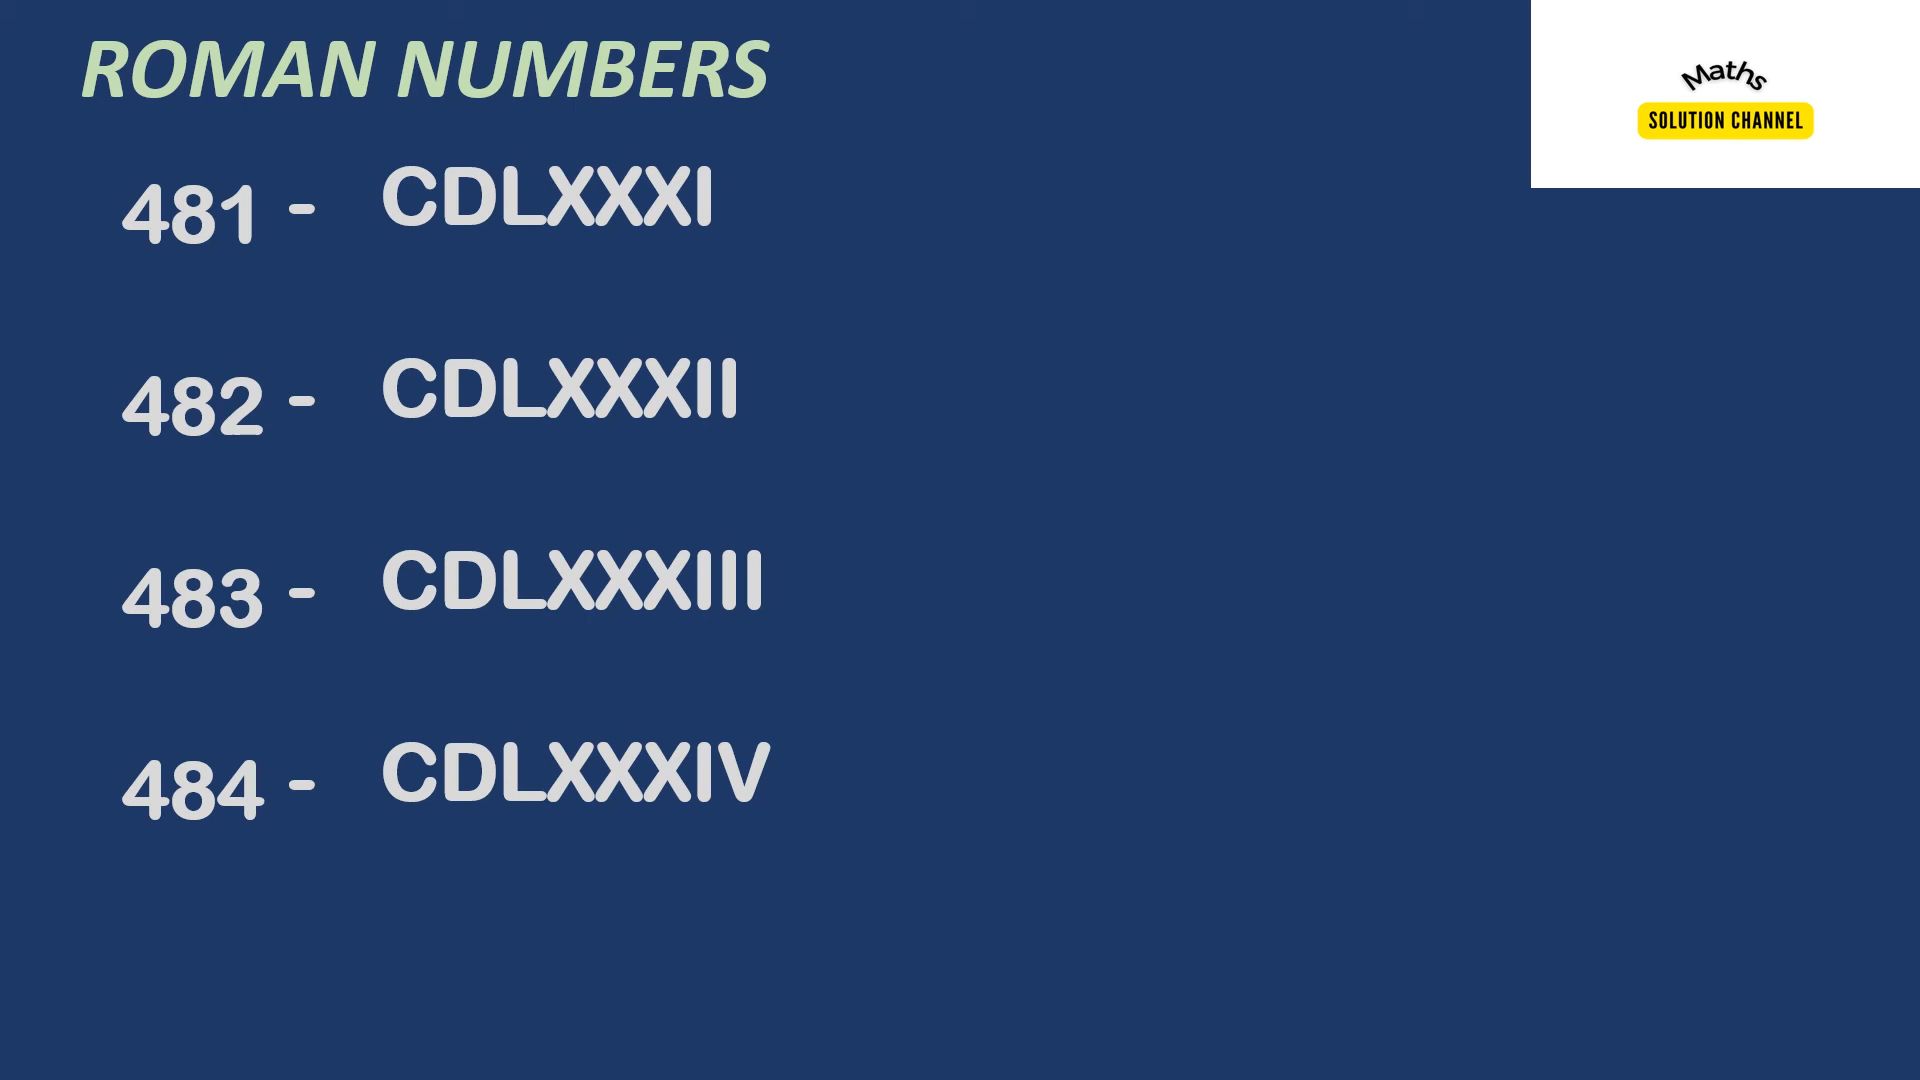 ROMAN NUMBERS
Maths
SOLUTION CHANNEL
481 - CDLXXXI
482 - CDLXXXII
483 - CDLXXXIII
484 - CDLXXXIV